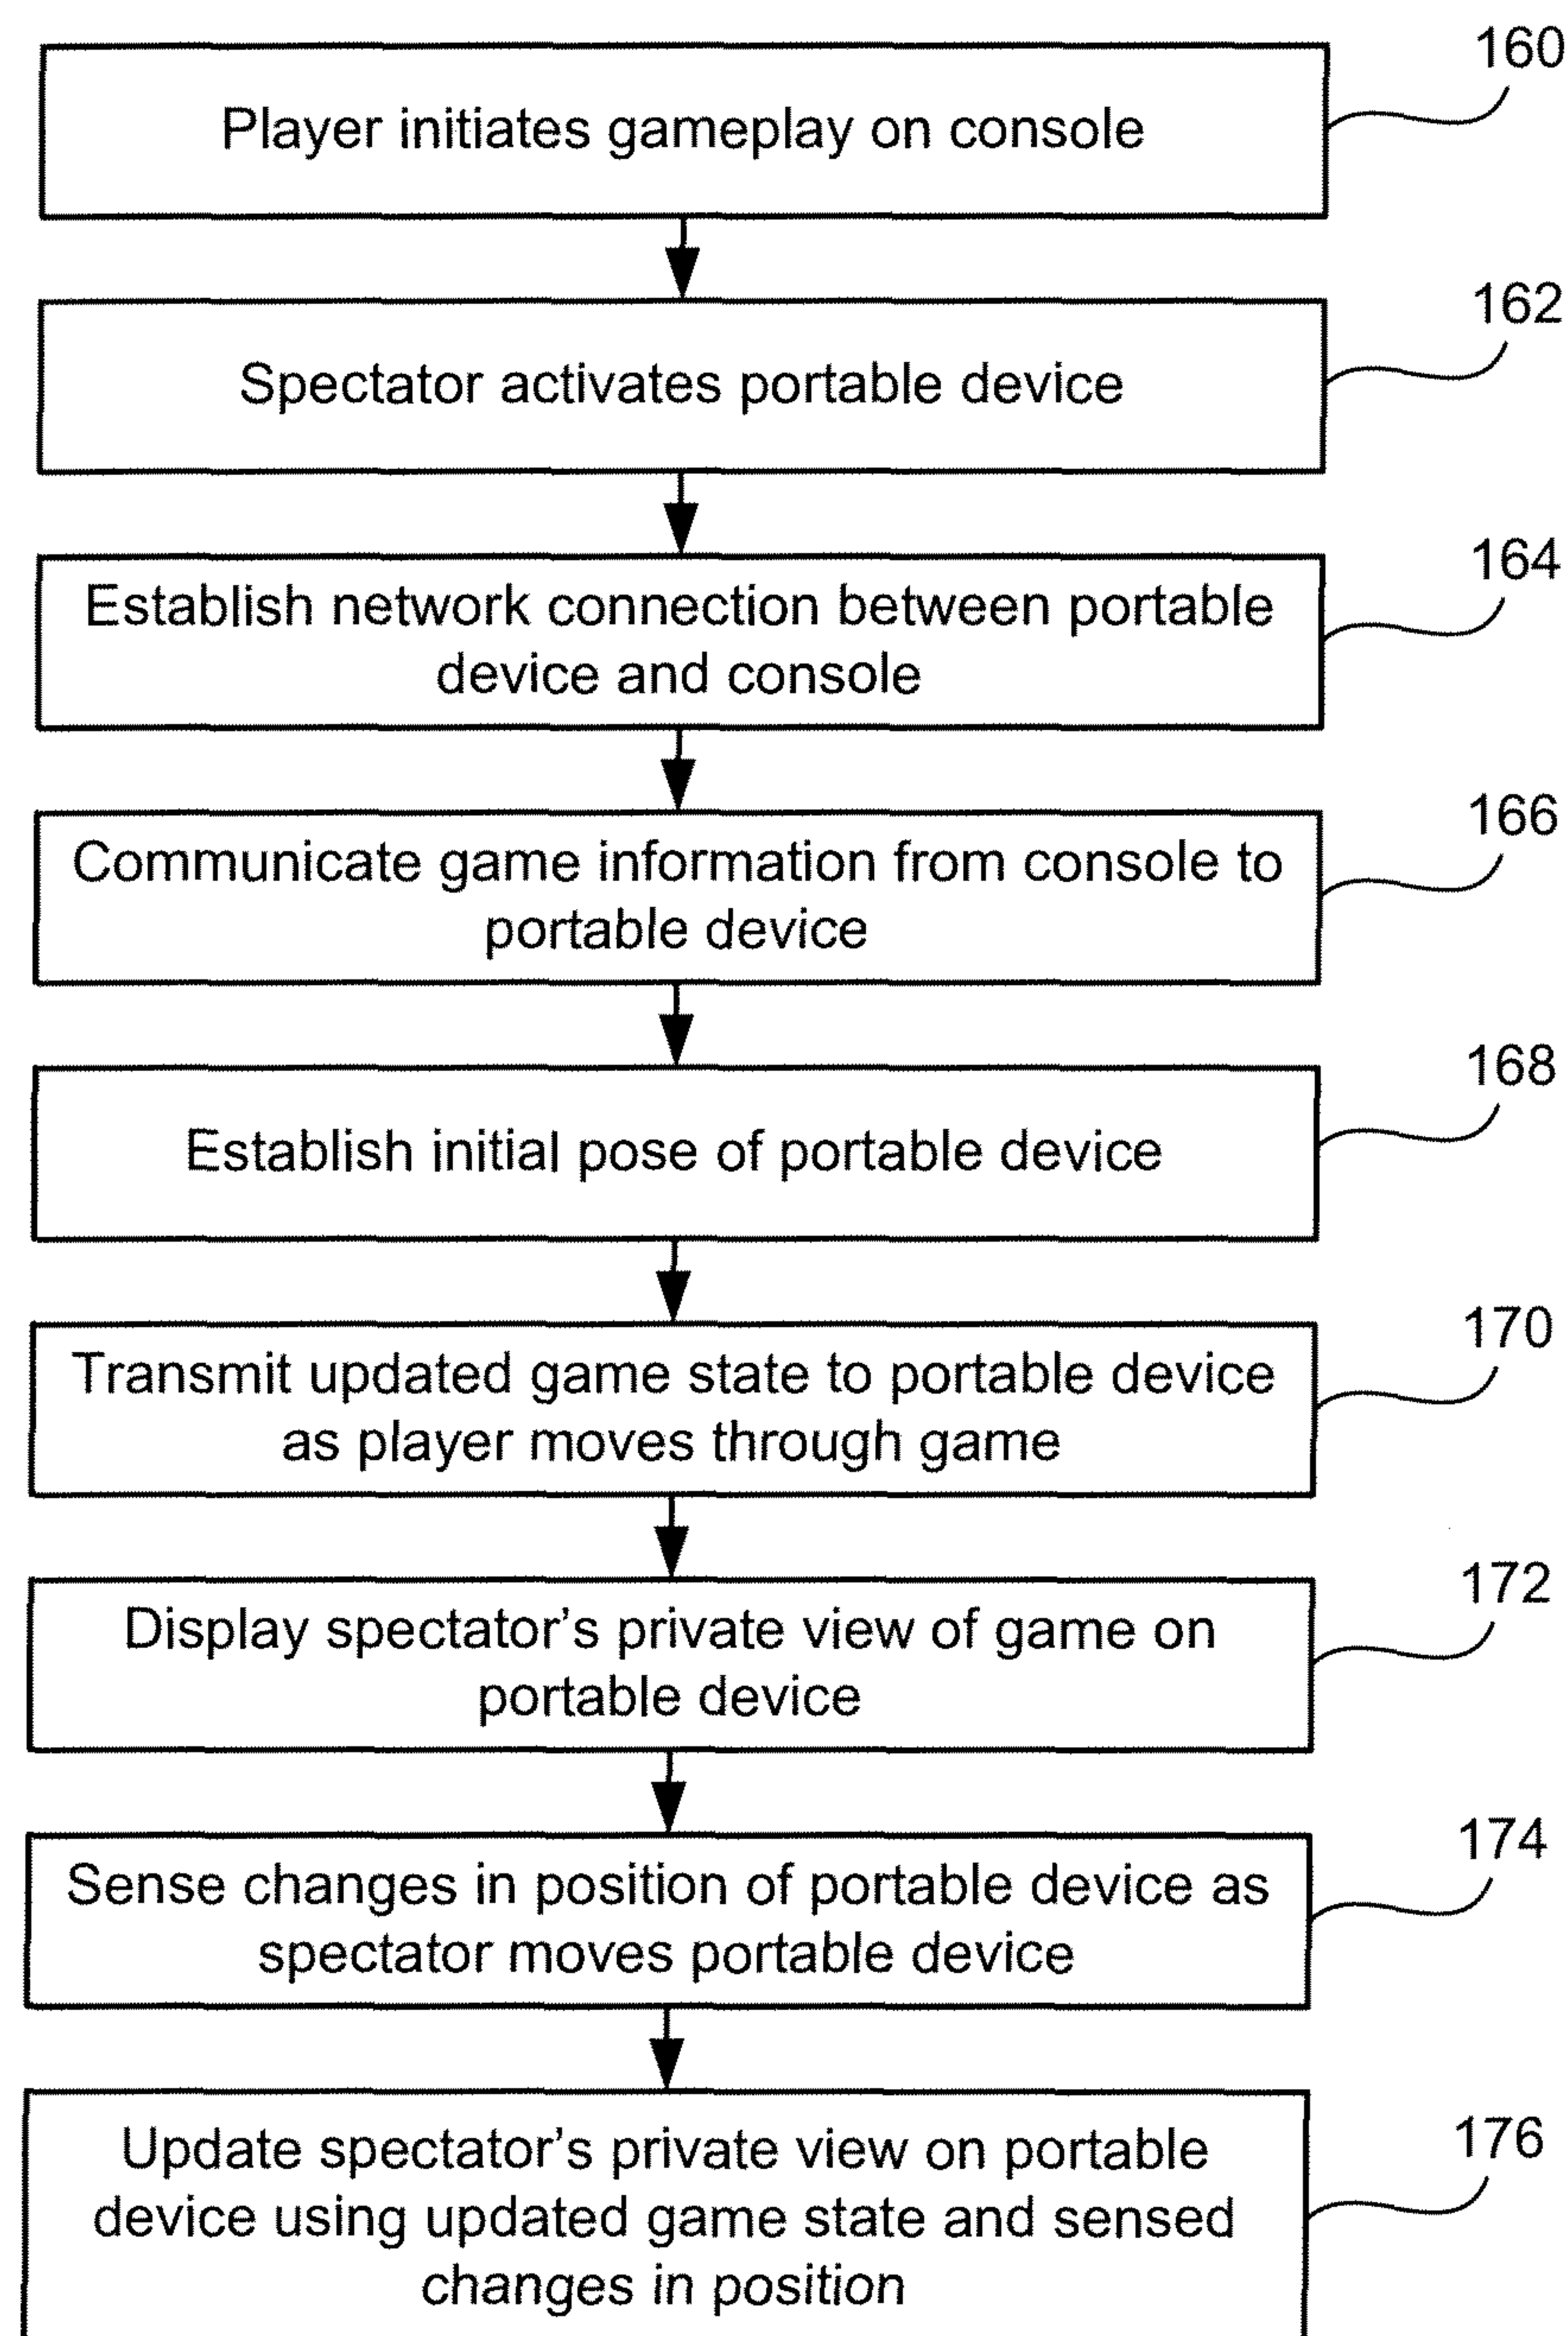 160
Player initiates gameplay on console
162
Spectator activates portable device
164
Establish network connection between portable
device and console
166
Communicate game information from console to
portable device
168
Establish initial pose of portable device
170
Transmit updated game state to portable device
as player moves through game
172
Display spectator’s private view of game on
portable device
174
Sense changes in position of portable device as
spectator moves portable device
176
Update spectator’s private view on portable
device using updated game state and sensed
changes in position